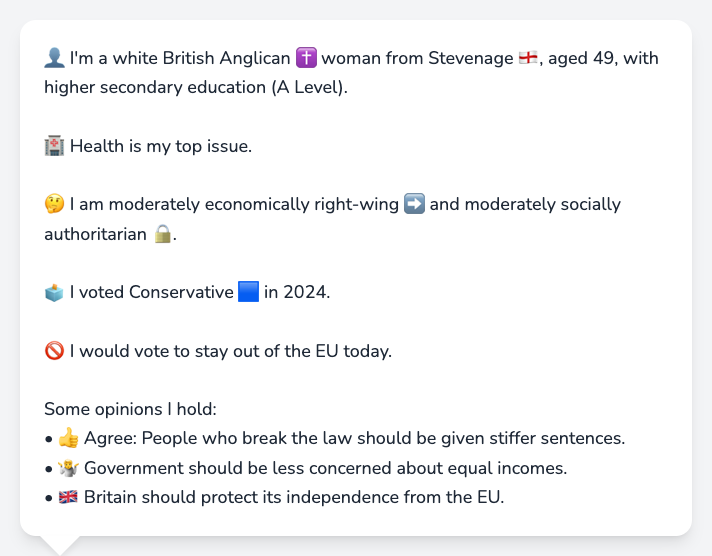 👤 I'm a white British Anglican ✝️ woman from Stevenage 🏴󠁧󠁢󠁥󠁮󠁧󠁿, aged 49, with
higher secondary education (A Level).
🏥 Health is my top issue.
🤔 I am moderately economically right-wing ➡️ and moderately socially
authoritarian 🔒.
🗳️ I voted Conservative 🟦 in 2024.
🚫 I would vote to stay out of the EU today.
Some opinions I hold:
• 👍 Agree: People who break the law should be given stiffer sentences.
• 🤷 Government should be less concerned about equal incomes.
• 🇬🇧 Britain should protect its independence from the EU.